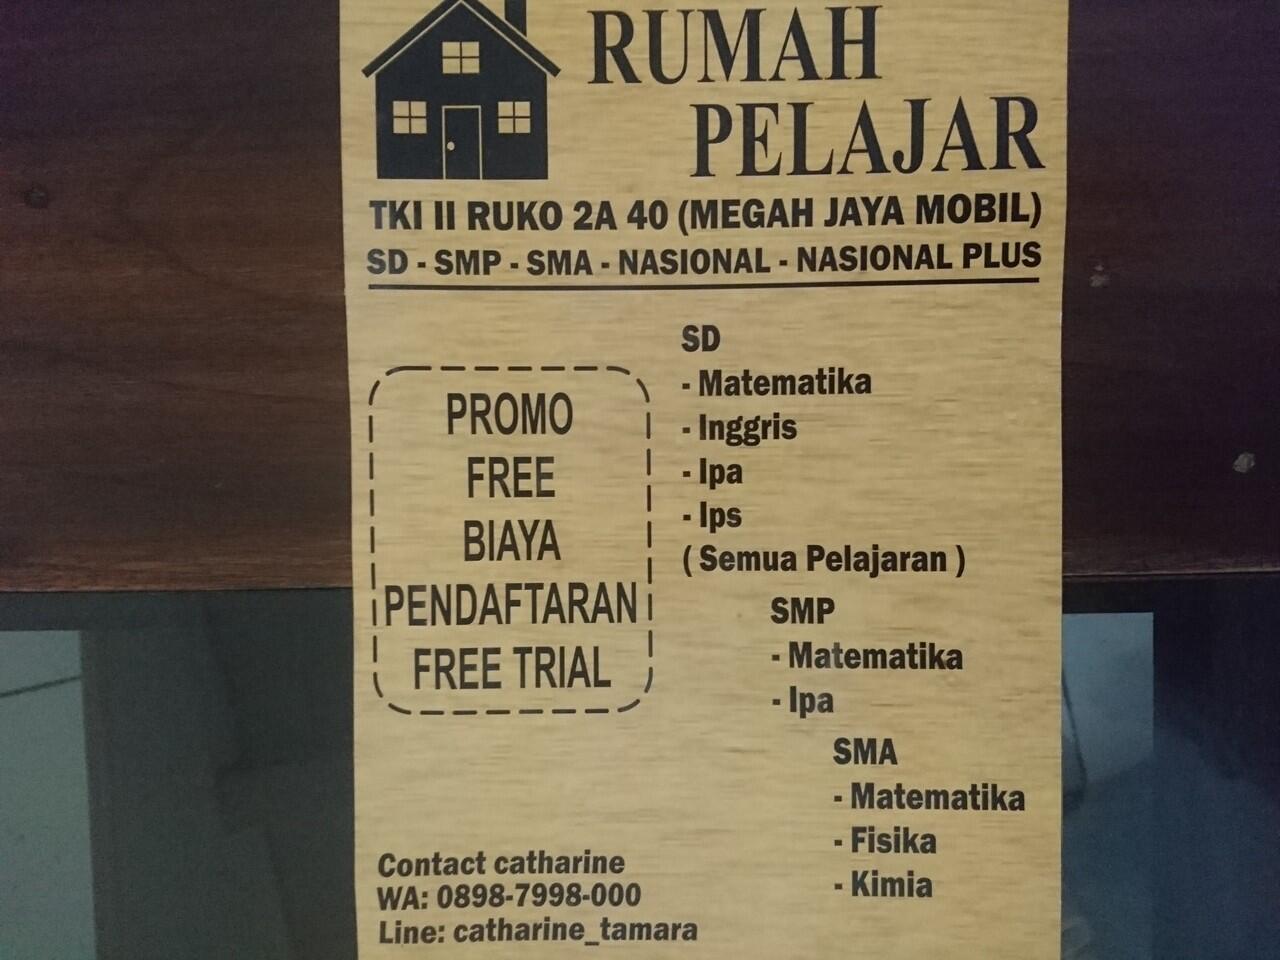 RUMAH
PELAJAR
TKI II RUKO 2A 40 (MEGAH JAYA MOBIL)
SD - SMP - SMA - NASIONAL - NASIONAL PLUS
PROMO
FREE
BIAYA
PENDAFTARAN
FREE TRIAL
SD
- Matematika
- Inggris
- Ipa
- Ips
( Semua Pelajaran )
SMP
- Matematika
- Ipa
SMA
- Matematika
- Fisika
- Kimia
Contact catharine
WA: 0898-7998-000
Line: catharine_tamara